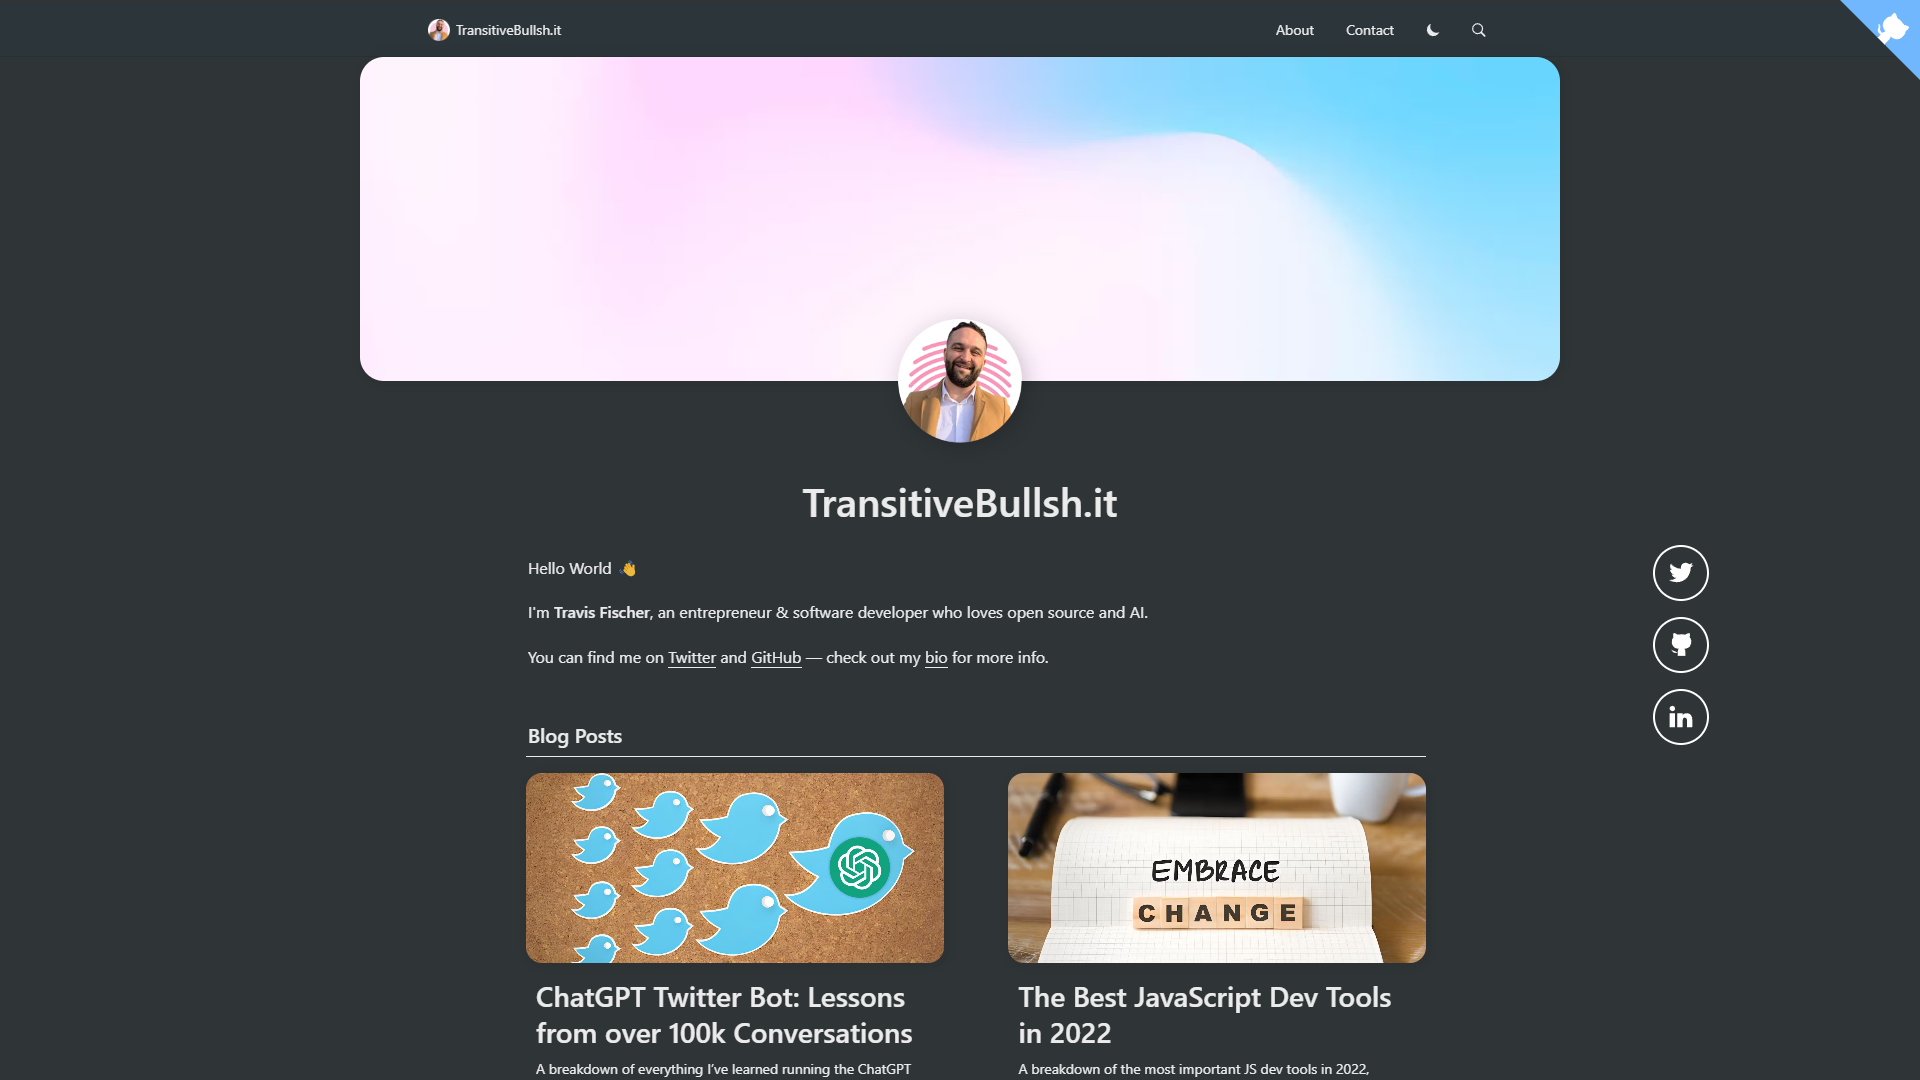 TransitiveBullsh.it
About
Contact
TransitiveBullsh.it
Hello World 👋
I'm Travis Fischer, an entrepreneur & software developer who loves open source and AI.
You can find me on Twitter and GitHub — check out my bio for more info.
Blog Posts
EMBRACE
CHANGE
ChatGPT Twitter Bot: Lessons
from over 100k Conversations
A breakdown of everything I’ve learned running the ChatGPT
The Best JavaScript Dev Tools
in 2022
A breakdown of the most important JS dev tools in 2022,